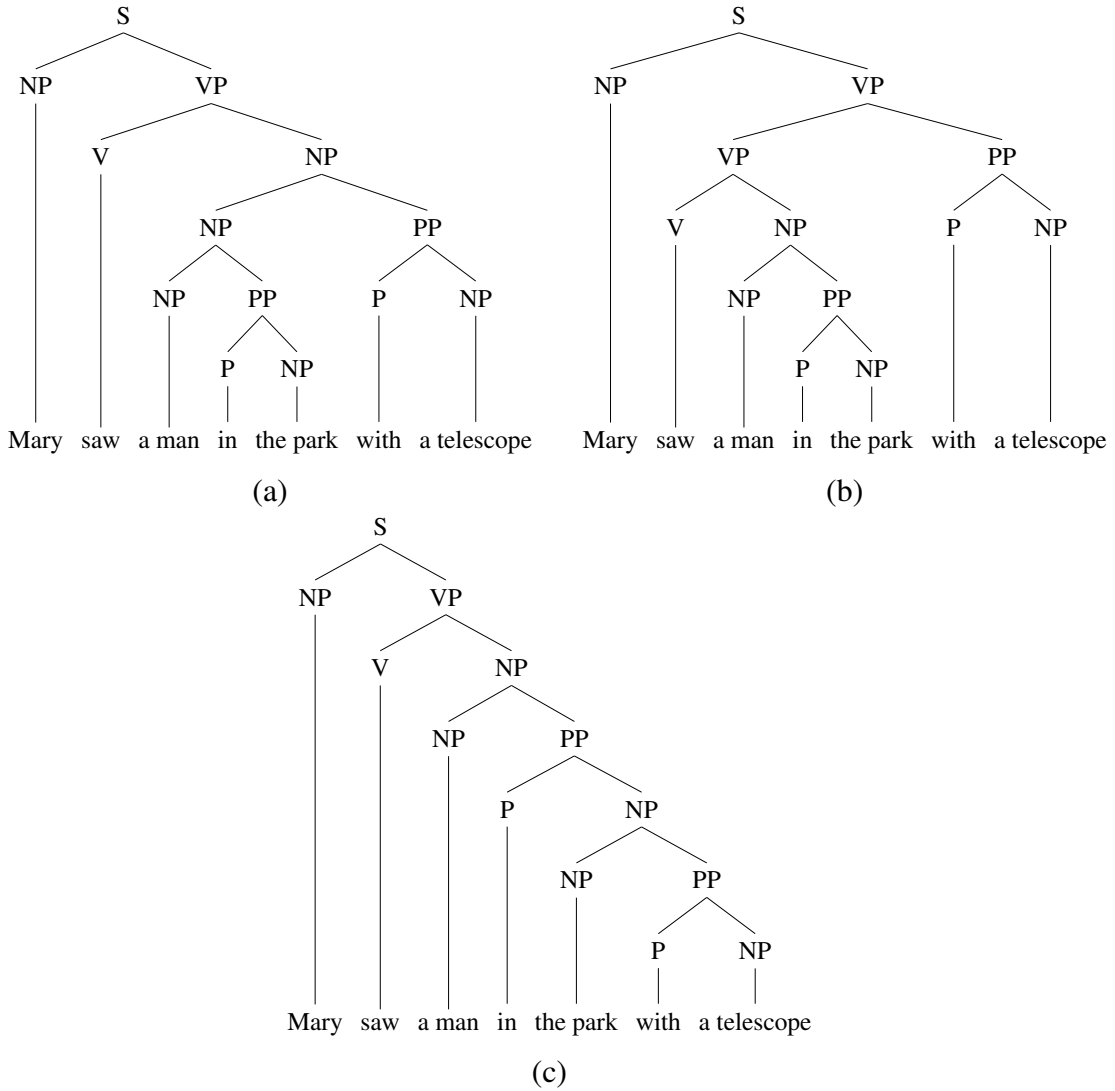 S S
NP VP NP VP
V NP VP PP
NP PP V NP P NP
NP PP P NP NP PP
P NP P NP
Mary saw a man in the park with a telescope Mary saw a man in the park with a telescope
(a) (b)
S
NP VP
V NP
NP PP
P NP
NP PP
P NP
Mary saw a man in the park with a telescope
(c)